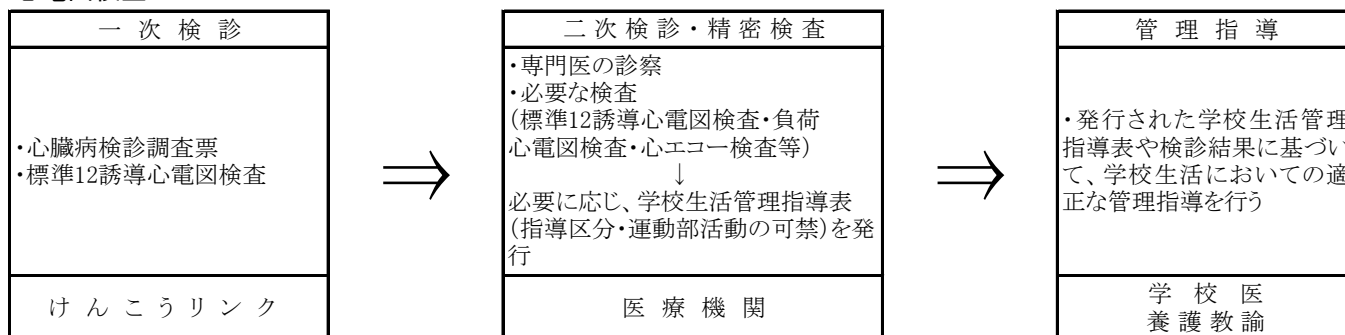 一次検診
・心臓病検診調査票
・標準12誘導心電図検査
けんこうリンク
⇒
二次検診・精密検査
・専門医の診察
・必要な検査
(標準12誘導心電図検査・負荷
心電図検査・心エコー検査等)
↓
必要に応じ、学校生活管理指導表
(指導区分・運動部活動の可禁)を発
行
医療機関
⇒
管理指導
・発行された学校生活管理
指導表や検診結果に基づい
て、学校生活においての適
正な管理指導を行う
学校医
養護教諭